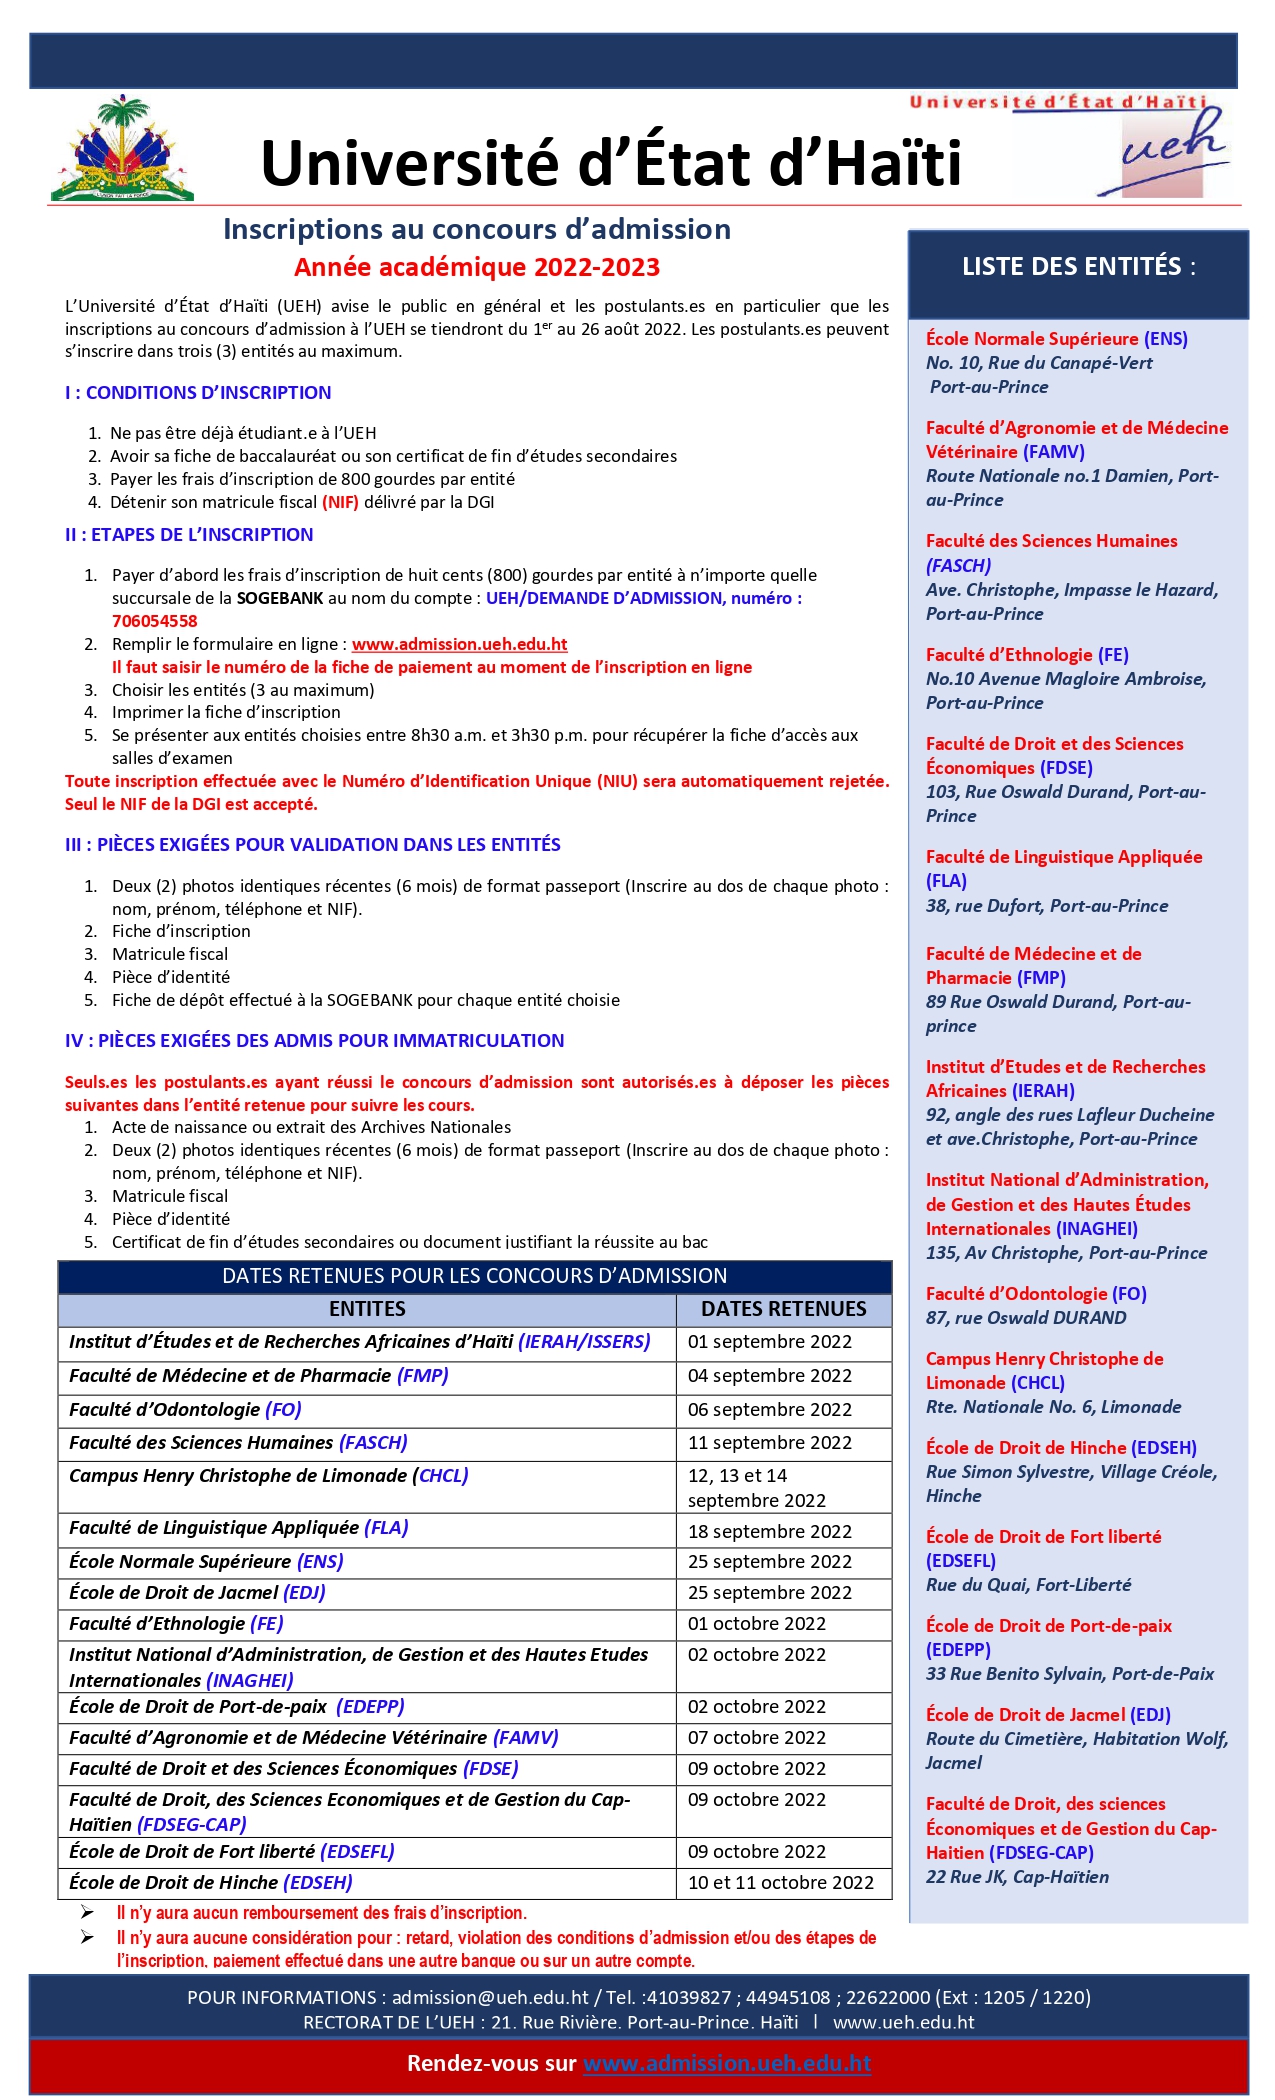 Université d'État d'Haïti
ueh
L'UNION FAIT LA FORCE
Université d'État d'Haïti
Inscriptions au concours d'admission
Année académique 2022-2023
L'Université d'État d'Haïti (UEH) avise le public en général et les postulants.es en particulier que les
inscriptions au concours d'admission à l'UEH se tiendront du 1er au 26 août 2022. Les postulants.es peuvent
s'inscrire dans trois (3) entités au maximum.
I : CONDITIONS D'INSCRIPTION
1. Ne pas être déjà étudiant.e à l'UEH
2. Avoir sa fiche de baccalauréat ou son certificat de fin d'études secondaires
3. Payer les frais d'inscription de 800 gourdes par entité
4. Détenir son matricule fiscal (NIF) délivré par la DGI
II : ETAPES DE L'INSCRIPTION
1. Payer d'abord les frais d'inscription de huit cents (800) gourdes par entité à n'importe quelle
succursale de la SOGEBANK au nom du compte : UEH/DEMANDE D'ADMISSION, numéro :
706054558
2. Remplir le formulaire en ligne : www.admission.ueh.edu.ht
Il faut saisir le numéro de la fiche de paiement au moment de l'inscription en ligne
3. Choisir les entités (3 au maximum)
4. Imprimer la fiche d'inscription
5. Se présenter aux entités choisies entre 8h30 a.m. et 3h30 p.m. pour récupérer la fiche d'accès aux
salles d'examen
Toute inscription effectuée avec le Numéro d'Identification Unique (NIU) sera automatiquement rejetée.
Seul le NIF de la DGI est accepté.
III : PIÈCES EXIGÉES POUR VALIDATION DANS LES ENTITÉS
1. Deux (2) photos identiques récentes (6 mois) de format passeport (Inscrire au dos de chaque photo :
nom, prénom, téléphone et NIF).
2. Fiche d'inscription
3. Matricule fiscal
4. Pièce d'identité
5. Fiche de dépôt effectué à la SOGEBANK pour chaque entité choisie
IV : PIÈCES EXIGÉES DES ADMIS POUR IMMATRICULATION
Seuls.es les postulants.es ayant réussi le concours d'admission sont autorisés.es à déposer les pièces
suivantes dans l'entité retenue pour suivre les cours.
1. Acte de naissance ou extrait des Archives Nationales
2. Deux (2) photos identiques récentes (6 mois) de format passeport (Inscrire au dos de chaque photo :
nom, prénom, téléphone et NIF).
3. Matricule fiscal
4. Pièce d'identité
5. Certificat de fin d'études secondaires ou document justifiant la réussite au bac
DATES RETENUES POUR LES CONCOURS D'ADMISSION
ENTITES DATES RETENUES
Institut d'Études et de Recherches Africaines d'Haïti (IERAH/ISSERS) 01 septembre 2022
Faculté de Médecine et de Pharmacie (FMP) 04 septembre 2022
Faculté d'Odontologie (FO) 06 septembre 2022
Faculté des Sciences Humaines (FASCH) 11 septembre 2022
Campus Henry Christophe de Limonade (CHCL) 12, 13 et 14
septembre 2022
Faculté de Linguistique Appliquée (FLA) 18 septembre 2022
École Normale Supérieure (ENS) 25 septembre 2022
École de Droit de Jacmel (EDJ) 25 septembre 2022
Faculté d'Ethnologie (FE) 01 octobre 2022
Institut National d'Administration, de Gestion et des Hautes Etudes 02 octobre 2022
Internationales (INAGHEI)
École de Droit de Port-de-paix (EDEPP) 02 octobre 2022
Faculté d'Agronomie et de Médecine Vétérinaire (FAMV) 07 octobre 2022
Faculté de Droit et des Sciences Économiques (FDSE) 09 octobre 2022
Faculté de Droit, des Sciences Economiques et de Gestion du Cap- 09 octobre 2022
Haïtien (FDSEG-CAP)
École de Droit de Fort liberté (EDSEFL) 09 octobre 2022
École de Droit de Hinche (EDSEH) 10 et 11 octobre 2022
➢ Il n'y aura aucun remboursement des frais d'inscription.
➢ Il n'y aura aucune considération pour : retard, violation des conditions d'admission et/ou des étapes de
l'inscription, paiement effectué dans une autre banque ou sur un autre compte.
LISTE DES ENTITÉS :
École Normale Supérieure (ENS)
No. 10, Rue du Canapé-Vert
Port-au-Prince
Faculté d'Agronomie et de Médecine
Vétérinaire (FAMV)
Route Nationale no.1 Damien, Port-
au-Prince
Faculté des Sciences Humaines
(FASCH)
Ave. Christophe, Impasse le Hazard,
Port-au-Prince
Faculté d'Ethnologie (FE)
No.10 Avenue Magloire Ambroise,
Port-au-Prince
Faculté de Droit et des Sciences
Économiques (FDSE)
103, Rue Oswald Durand, Port-au-
Prince
Faculté de Linguistique Appliquée
(FLA)
38, rue Dufort, Port-au-Prince
Faculté de Médecine et de
Pharmacie (FMP)
89 Rue Oswald Durand, Port-au-
prince
Institut d'Etudes et de Recherches
Africaines (IERAH)
92, angle des rues Lafleur Ducheine
et ave.Christophe, Port-au-Prince
Institut National d'Administration,
de Gestion et des Hautes Études
Internationales (INAGHEI)
135, Av Christophe, Port-au-Prince
Faculté d'Odontologie (FO)
87, rue Oswald DURAND
Campus Henry Christophe de
Limonade (CHCL)
Rte. Nationale No. 6, Limonade
École de Droit de Hinche (EDSEH)
Rue Simon Sylvestre, Village Créole,
Hinche
École de Droit de Fort liberté
(EDSEFL)
Rue du Quai, Fort-Liberté
École de Droit de Port-de-paix
(EDEPP)
33 Rue Benito Sylvain, Port-de-Paix
École de Droit de Jacmel (EDJ)
Route du Cimetière, Habitation Wolf,
Jacmel
Faculté de Droit, des sciences
Économiques et de Gestion du Cap-
Haitien (FDSEG-CAP)
22 Rue JK, Cap-Haïtien
POUR INFORMATIONS : admission@ueh.edu.ht / Tel. :41039827 ; 44945108 ; 22622000 (Ext : 1205 / 1220)
RECTORAT DE L'UEH : 21, Rue Rivière, Port-au-Prince, Haïti | www.ueh.edu.ht
Rendez-vous sur www.admission.ueh.edu.ht